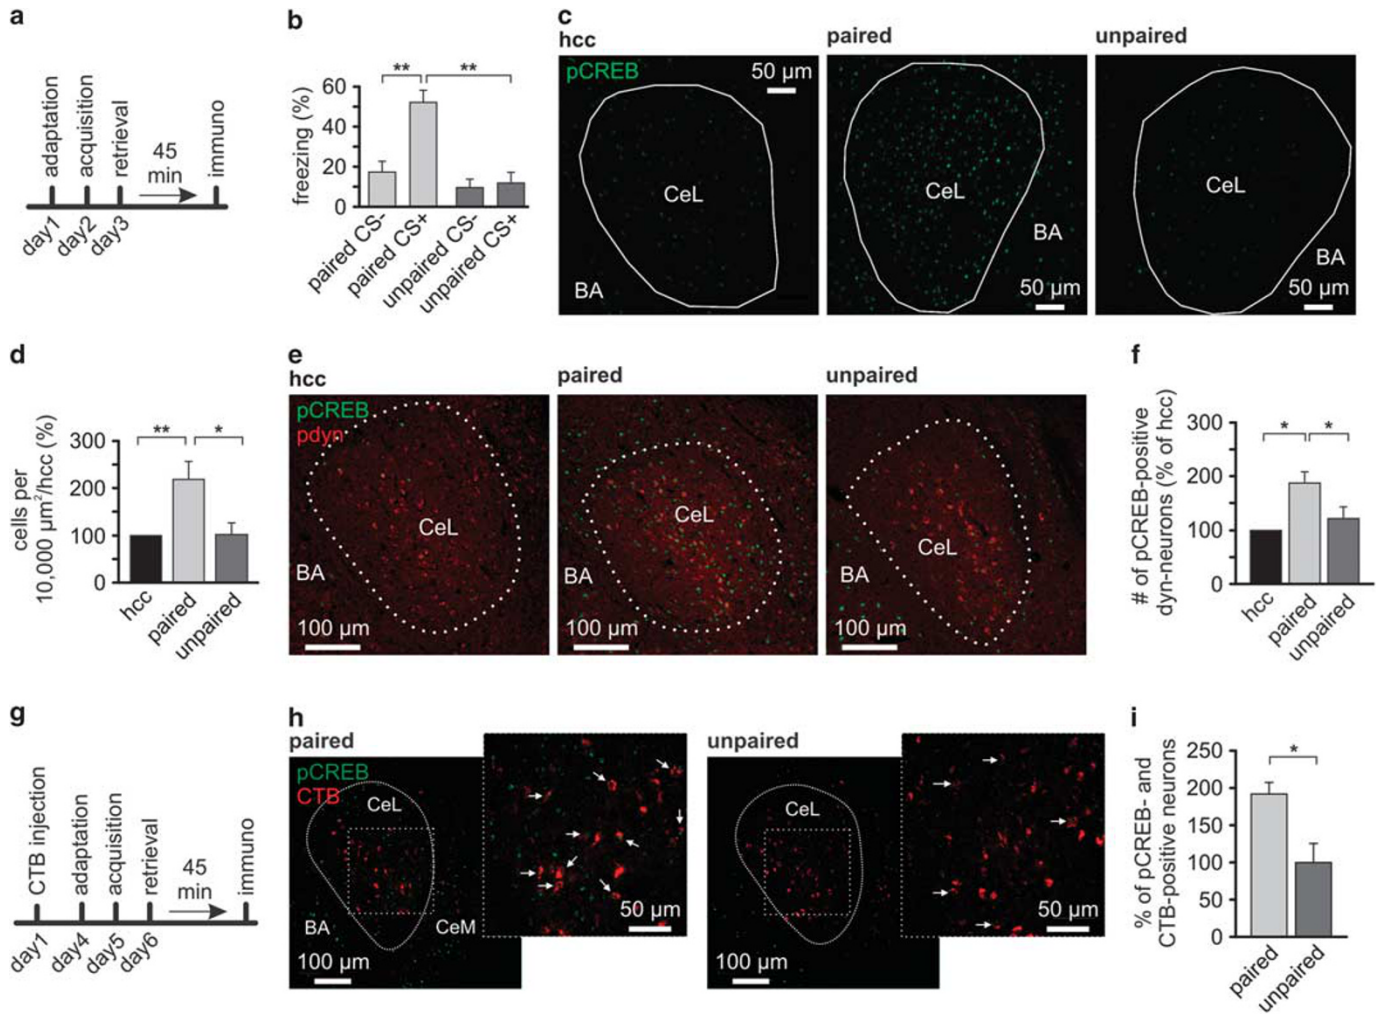 a
adaptation
acquisition
retrieval
45
min
immuno
day1
day2
day3
b
freezing (%)
60
40
20
0
**
**
paired CS-
paired CS+
unpaired CS-
unpaired CS+
c
hcc
pCREB
50 µm
CeL
BA
paired
CeL
BA
50 µm
unpaired
CeL
BA
50 µm
d
cells per
10,000 µm²/hcc (%)
300
200
100
0
**
*
hcc
paired
unpaired
e
hcc
pCREB
pdyn
CeL
BA
100 µm
paired
CeL
BA
100 µm
unpaired
CeL
BA
100 µm
f
# of pCREB-positive
dyn-neurons (% of hcc)
300
200
100
0
*
*
hcc
paired
unpaired
g
CTB injection
adaptation
acquisition
retrieval
45
min
immuno
day1
day4
day5
day6
h
paired
pCREB
CTB
CeL
BA
CeM
100 µm
50 µm
unpaired
CeL
100 µm
50 µm
i
% of pCREB- and
CTB-positive neurons
250
200
150
100
50
0
*
paired
unpaired